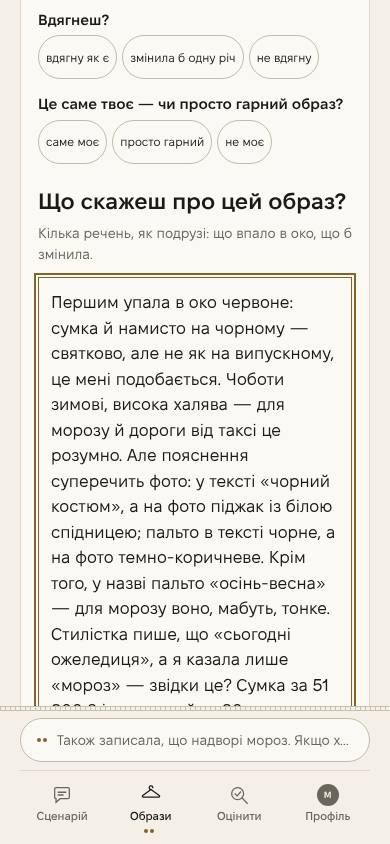 Вдягнеш?
вдягну як є
змінила б одну річ
не вдягну
Це саме твоє — чи просто гарний образ?
саме моє
просто гарний
не моє
Що скажеш про цей образ?
Кілька речень, як подрузі: що впало в око, що б
змінила.
Першим упала в око червоне:
сумка й намисто на чорному —
святково, але не як на випускному,
це мені подобається. Чоботи
зимові, висока халява — для
морозу й дороги від таксі це
розумно. Але пояснення
суперечить фото: у тексті «чорний
костюм», а на фото піджак із білою
спідницею; пальто в тексті чорне, а
на фото темно-коричневе. Крім
того, у назві пальто «осінь-весна»
— для морозу воно, мабуть, тонке.
Стилістка пише, що «сьогодні
ожеледиця», а я казала лише
«мороз» — звідки це? Сумка за 51
Також записала, що надворі мороз. Якщо х…
Сценарій
Образи
Оцінити
М
Профіль